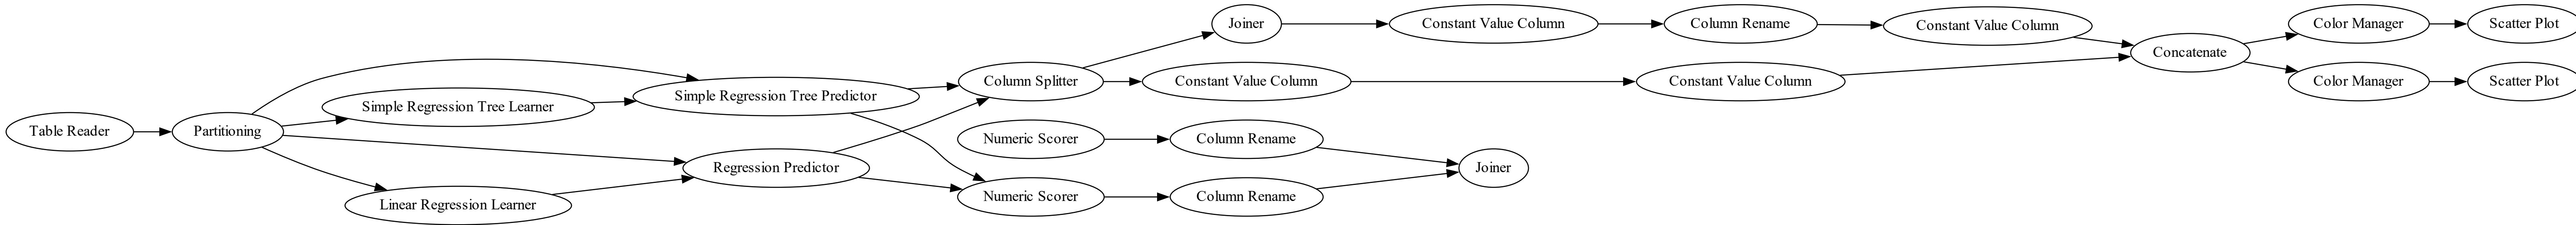 Table Reader
Partitioning
Simple Regression Tree Learner
Linear Regression Learner
Simple Regression Tree Predictor
Regression Predictor
Column Splitter
Numeric Scorer
Numeric Scorer
Joiner
Constant Value Column
Column Rename
Column Rename
Constant Value Column
Joiner
Column Rename
Constant Value Column
Constant Value Column
Concatenate
Color Manager
Color Manager
Scatter Plot
Scatter Plot